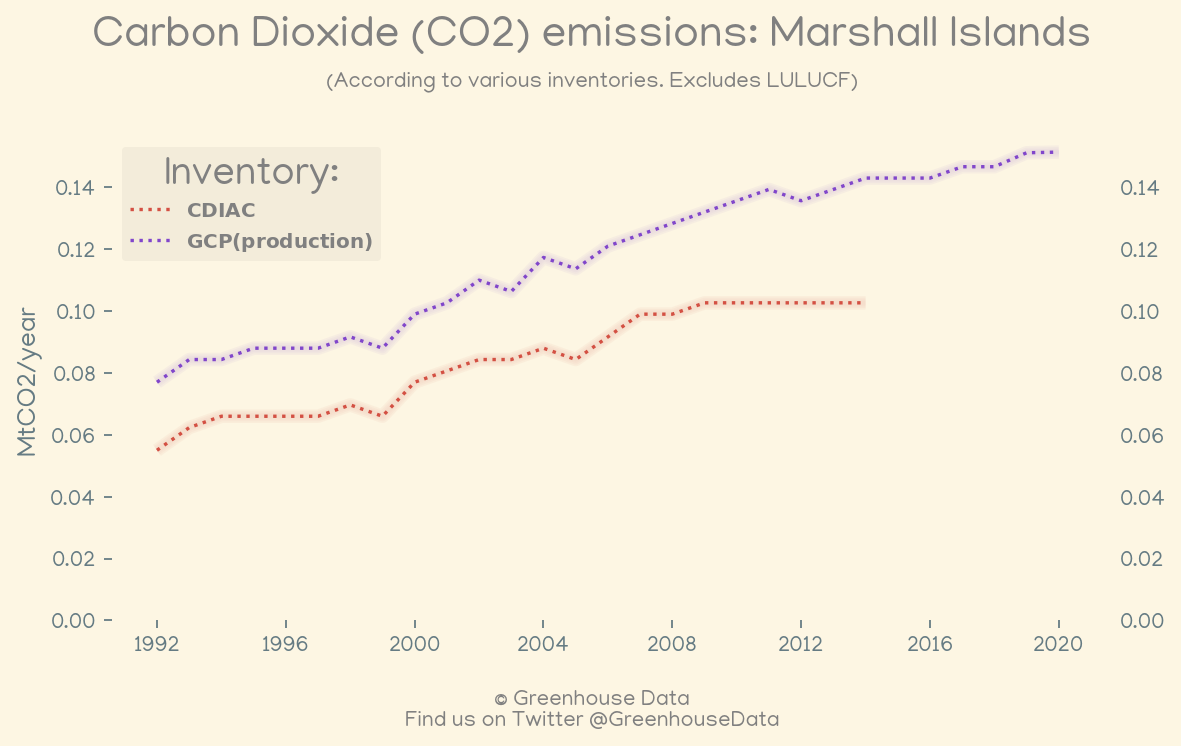 Carbon Dioxide (CO2) emissions: Marshall Islands
(According to various inventories. Excludes LULUCF)
Inventory:
CDIAC
GCP(production)
MtCO2/year
0.14
0.12
0.10
0.08
0.06
0.04
0.02
0.00
0.14
0.12
0.10
0.08
0.06
0.04
0.02
0.00
1992 1996 2000 2004 2008 2012 2016 2020
© Greenhouse Data
Find us on Twitter @GreenhouseData